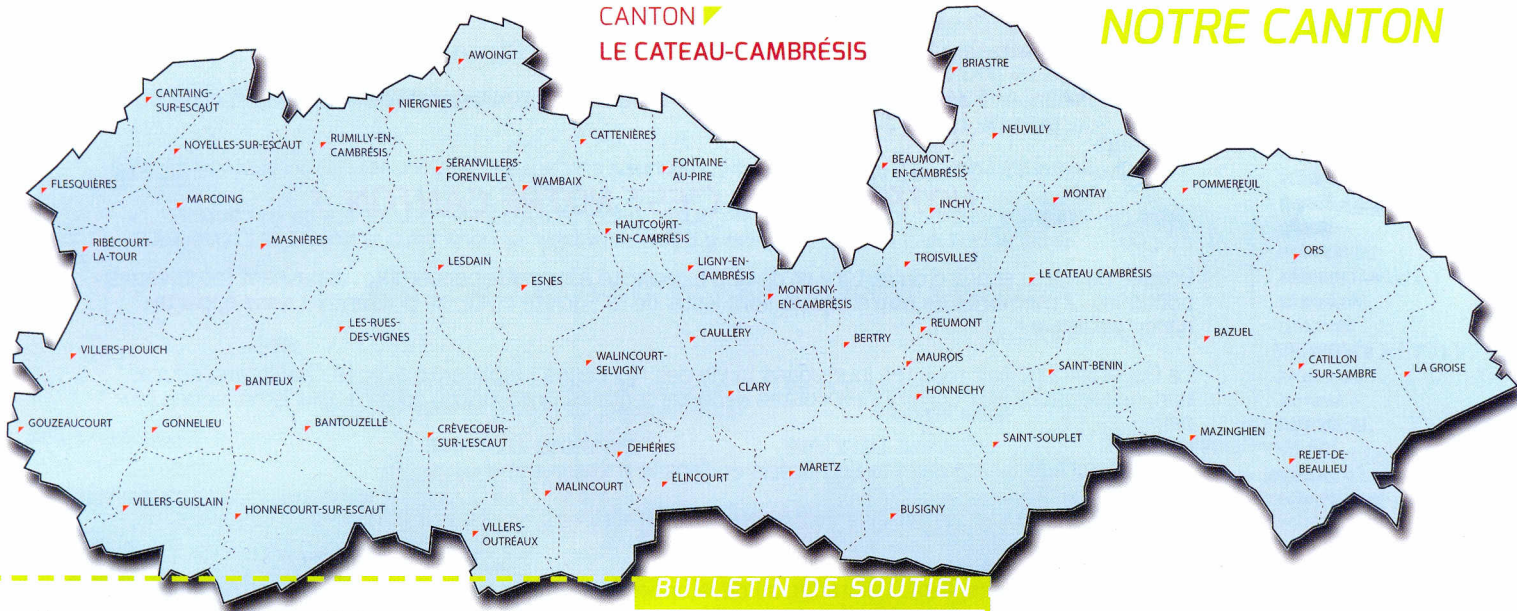 CANTON
LE CATEAU-CAMBRÉSIS
NOTRE CANTON
AWOINGT
BRIASTRE
CANTAING-
SUR-ESCAUT
NIERGNIES
NOYELLES-SUR-ESCAUT
RUMILLY-EN-
CAMBRÉSIS
CATTENIÈRES
NEUVILLY
SÉRANVILLERS-
FORENVILLE
WAMBAIX
FONTAINE-
AU-PIRE
BEAUMONT-
EN-CAMBRÉSIS
FLESQUIÈRES
MARCOING
INCHY
MONTAY
POMMEREUIL
RIBÉCOURT-
LA-TOUR
MASNIÈRES
HAUTCOURT-
EN-CAMBRÉSIS
LESDAIN
ESNES
LIGNY-EN-
CAMBRÉSIS
TROISVILLES
LE CATEAU CAMBRÉSIS
ORS
MONTIGNY-
EN-CAMBRÉSIS
LES-RUES-
DES-VIGNES
CAULLERY
BERTRY
REUMONT
BAZUEL
VILLERS-PLOUICH
WALINCOURT-
SELVIGNY
MAUROIS
SAINT-BENIN
CATILLON
-SUR-SAMBRE
LA GROISE
BANTEUX
CLARY
HONNECHY
GOUZEAUCOURT
GONNELIEU
BANTOUZELLE
CRÈVECOEUR-
SUR-L'ESCAUT
DEHÉRIES
SAINT-SOUPLET
MAZINGHIEN
REJET-DE-
BEAULIEU
MALINCOURT
ÉLINCOURT
MARETZ
VILLERS-GUISLAIN
HONNECOURT-SUR-ESCAUT
VILLERS-
OUTRÉAUX
BUSIGNY
BULLETIN DE SOUTIEN